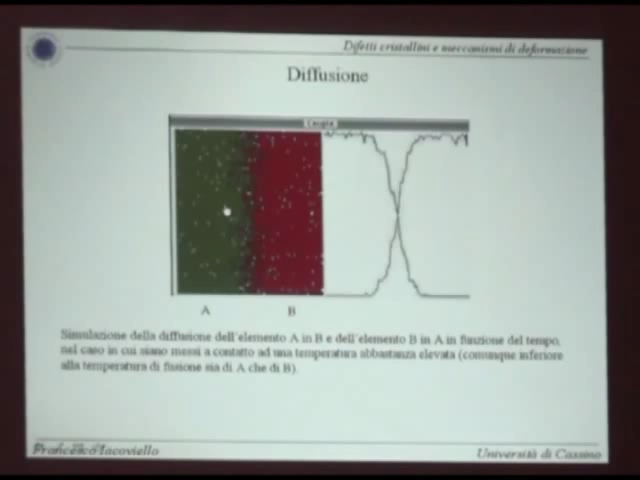 Difetti cristallini e meccanismi di deformazione
Diffusione
Coupla
A
B
Simulazione della diffusione dell'elemento A in B e dell'elemento B in A in funzione del tempo,
nel caso in cui siano messi a contatto ad una temperatura abbastanza elevata (comunque inferiore
alla temperatura di fusione sia di A che di B).
Francesco Iacoviello
Università di Cassino